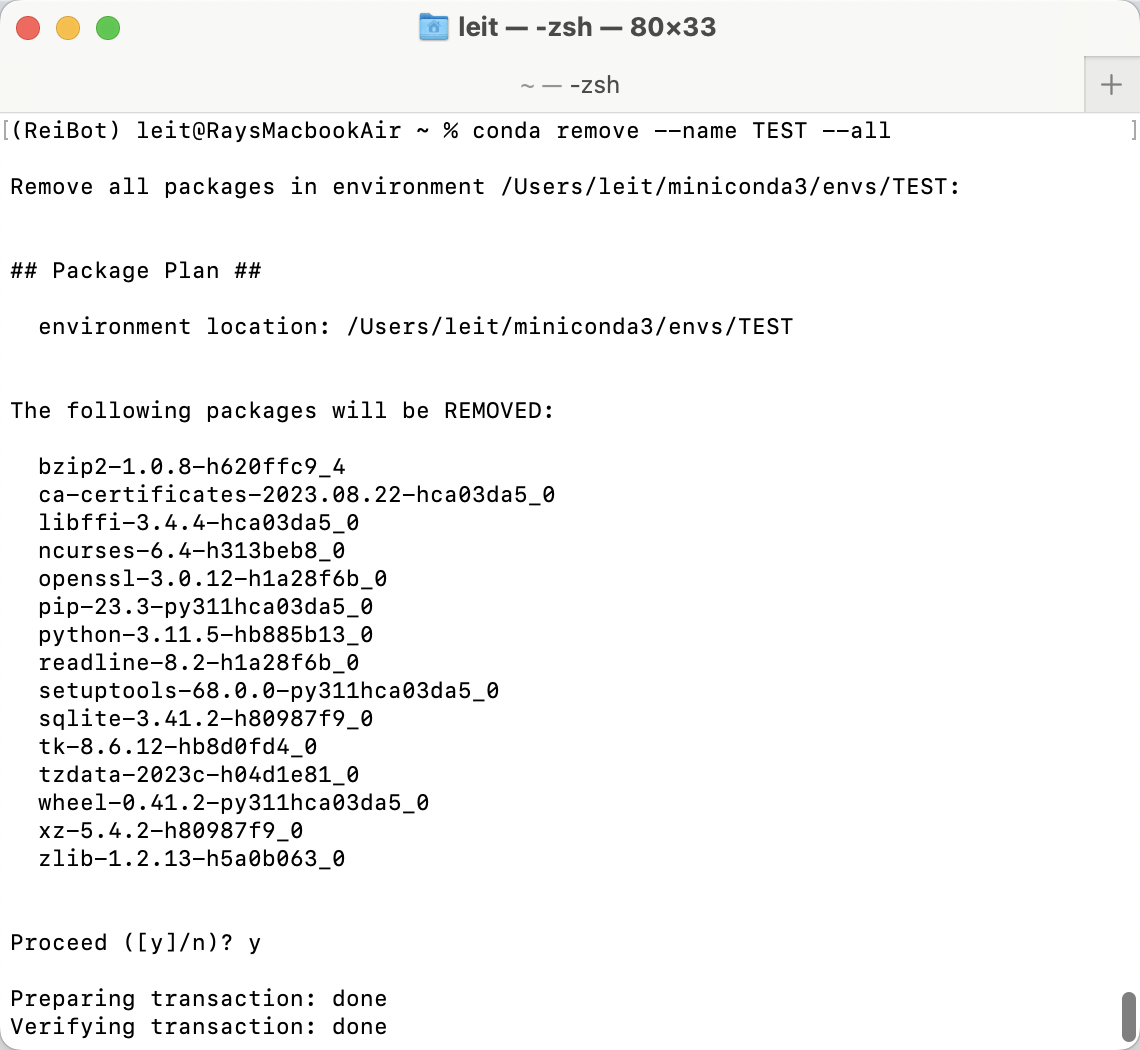 leit — -zsh — 80×33
~ — -zsh
[(ReiBot) leit@RaysMacbookAir ~ % conda remove --name TEST --all ]
Remove all packages in environment /Users/leit/miniconda3/envs/TEST:
## Package Plan ##
environment location: /Users/leit/miniconda3/envs/TEST
The following packages will be REMOVED:
bzip2-1.0.8-h620ffc9_4
ca-certificates-2023.08.22-hca03da5_0
libffi-3.4.4-hca03da5_0
ncurses-6.4-h313beb8_0
openssl-3.0.12-h1a28f6b_0
pip-23.3-py311hca03da5_0
python-3.11.5-hb885b13_0
readline-8.2-h1a28f6b_0
setuptools-68.0.0-py311hca03da5_0
sqlite-3.41.2-h80987f9_0
tk-8.6.12-hb8d0fd4_0
tzdata-2023c-h04d1e81_0
wheel-0.41.2-py311hca03da5_0
xz-5.4.2-h80987f9_0
zlib-1.2.13-h5a0b063_0
Proceed ([y]/n)? y
Preparing transaction: done
Verifying transaction: done